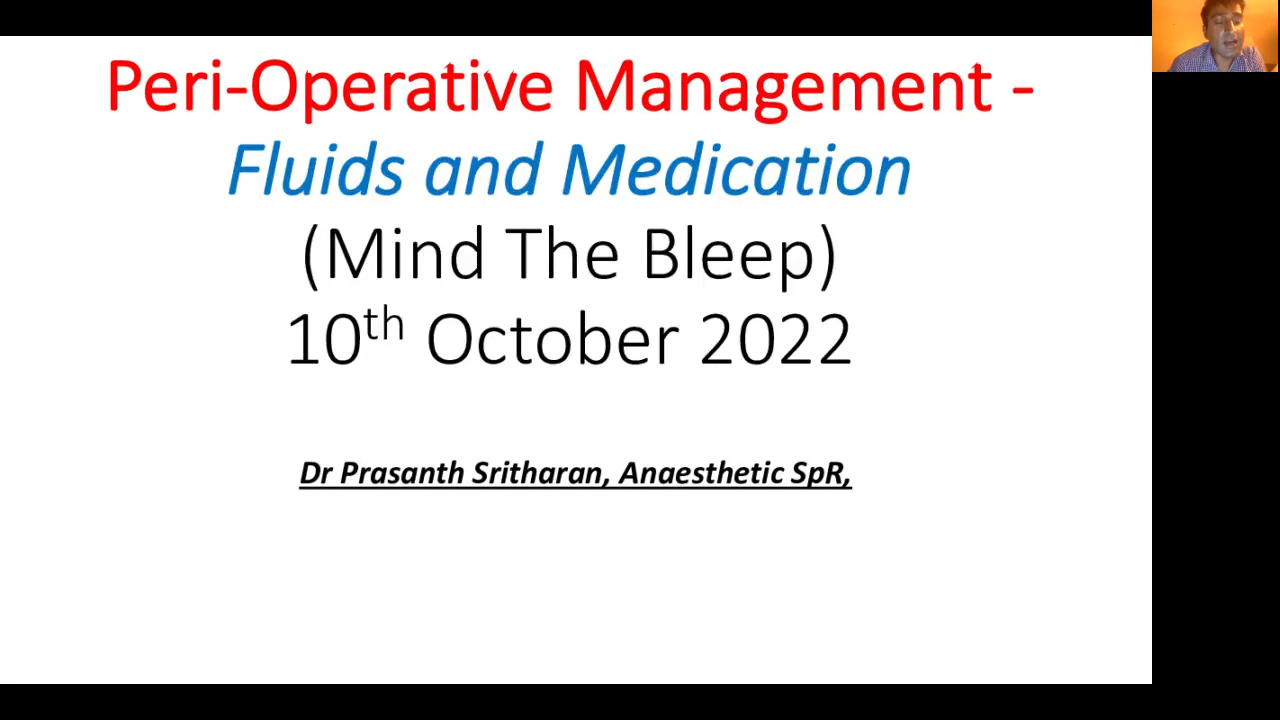 Peri-Operative Management -
Fluids and Medication
(Mind The Bleep)
10th October 2022
Dr Prasanth Sritharan, Anaesthetic SpR,